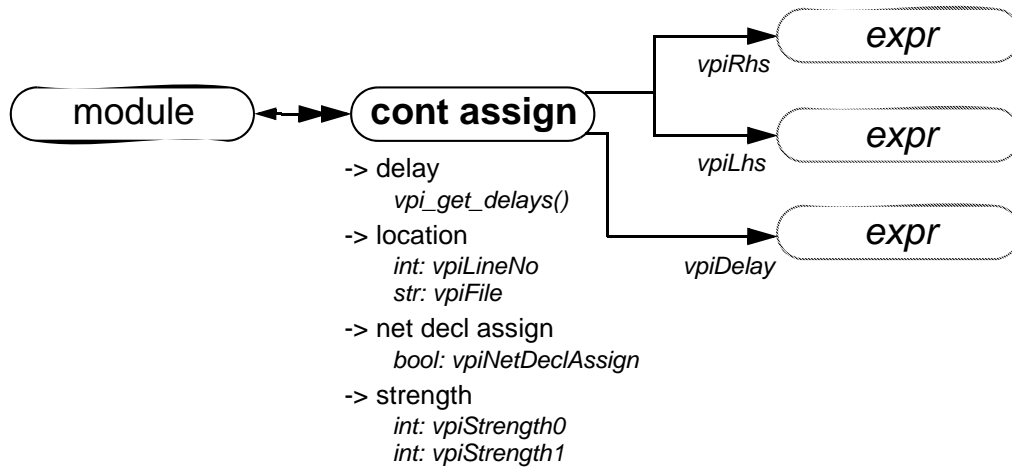 expr
vpiRhs
module
cont assign
expr
vpiLhs
-> delay
vpi_get_delays()
expr
-> location
int: vpiLineNo
vpiDelay
str: vpiFile
-> net decl assign
bool: vpiNetDeclAssign
-> strength
int: vpiStrength0
int: vpiStrength1